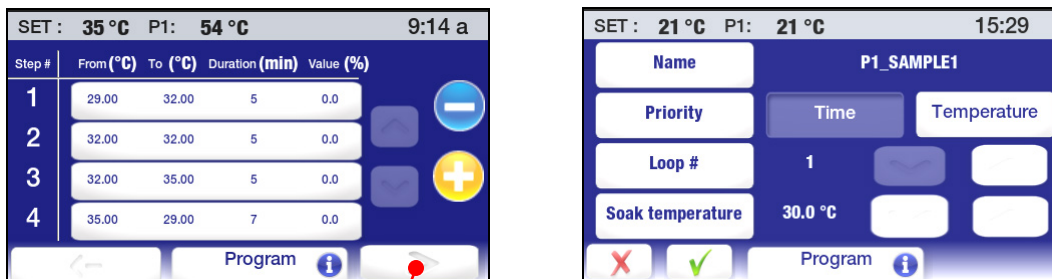 SET : 35 °C P1: 54 °C 9:14 a
Step # From (°C) To (°C) Duration (min) Value (%)
1 29.00 32.00 5 0.0
2 32.00 32.00 5 0.0
3 32.00 35.00 5 0.0
4 35.00 29.00 7 0.0
Program i
SET : 21 °C P1: 21 °C 15:29
Name P1_SAMPLE1
Priority Time Temperature
Loop # 1
Soak temperature 30.0 °C
Program i